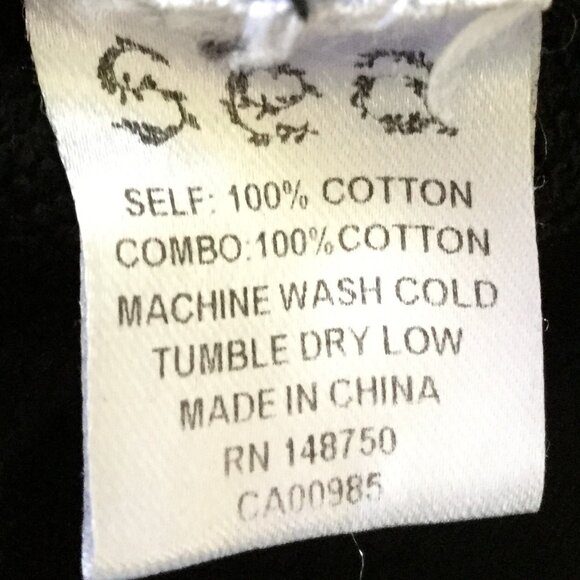 SELF: 100% COTTON
COMBO:100% COTTON
MACHINE WASH COLD
TUMBLE DRY LOW
MADE IN CHINA
RN 148750
CA00985